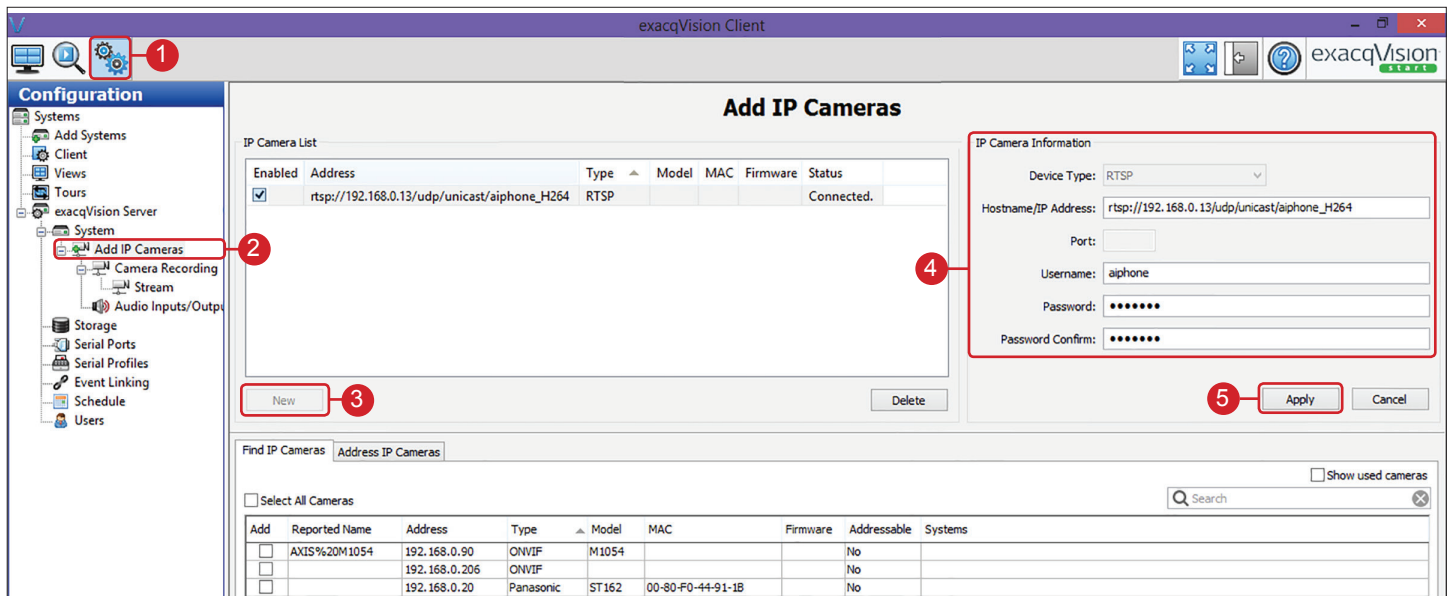 exacqVision Client
1
exacqVision
start
Configuration
Systems
Add Systems
Client
Views
Tours
exacqVision Server
System
Add IP Cameras
2
Camera Recording
Stream
Audio Inputs/Outpu
Storage
Serial Ports
Serial Profiles
Event Linking
Schedule
Users
Add IP Cameras
IP Camera List
Enabled Address Type Model MAC Firmware Status
rtsp://192.168.0.13/udp/unicast/aiphone_H264 RTSP Connected.
New
3
Delete
IP Camera Information
Device Type: RTSP
Hostname/IP Address: rtsp://192.168.0.13/udp/unicast/aiphone_H264
Port:
4
Username: aiphone
Password: •••••••
Password Confirm: •••••••
5
Apply Cancel
Find IP Cameras Address IP Cameras
Show used cameras
Select All Cameras
Search
Add Reported Name Address Type Model MAC Firmware Addressable Systems
AXIS%20M1054 192.168.0.90 ONVIF M1054 No
192.168.0.206 ONVIF No
192.168.0.20 Panasonic ST162 00-80-F0-44-91-1B No